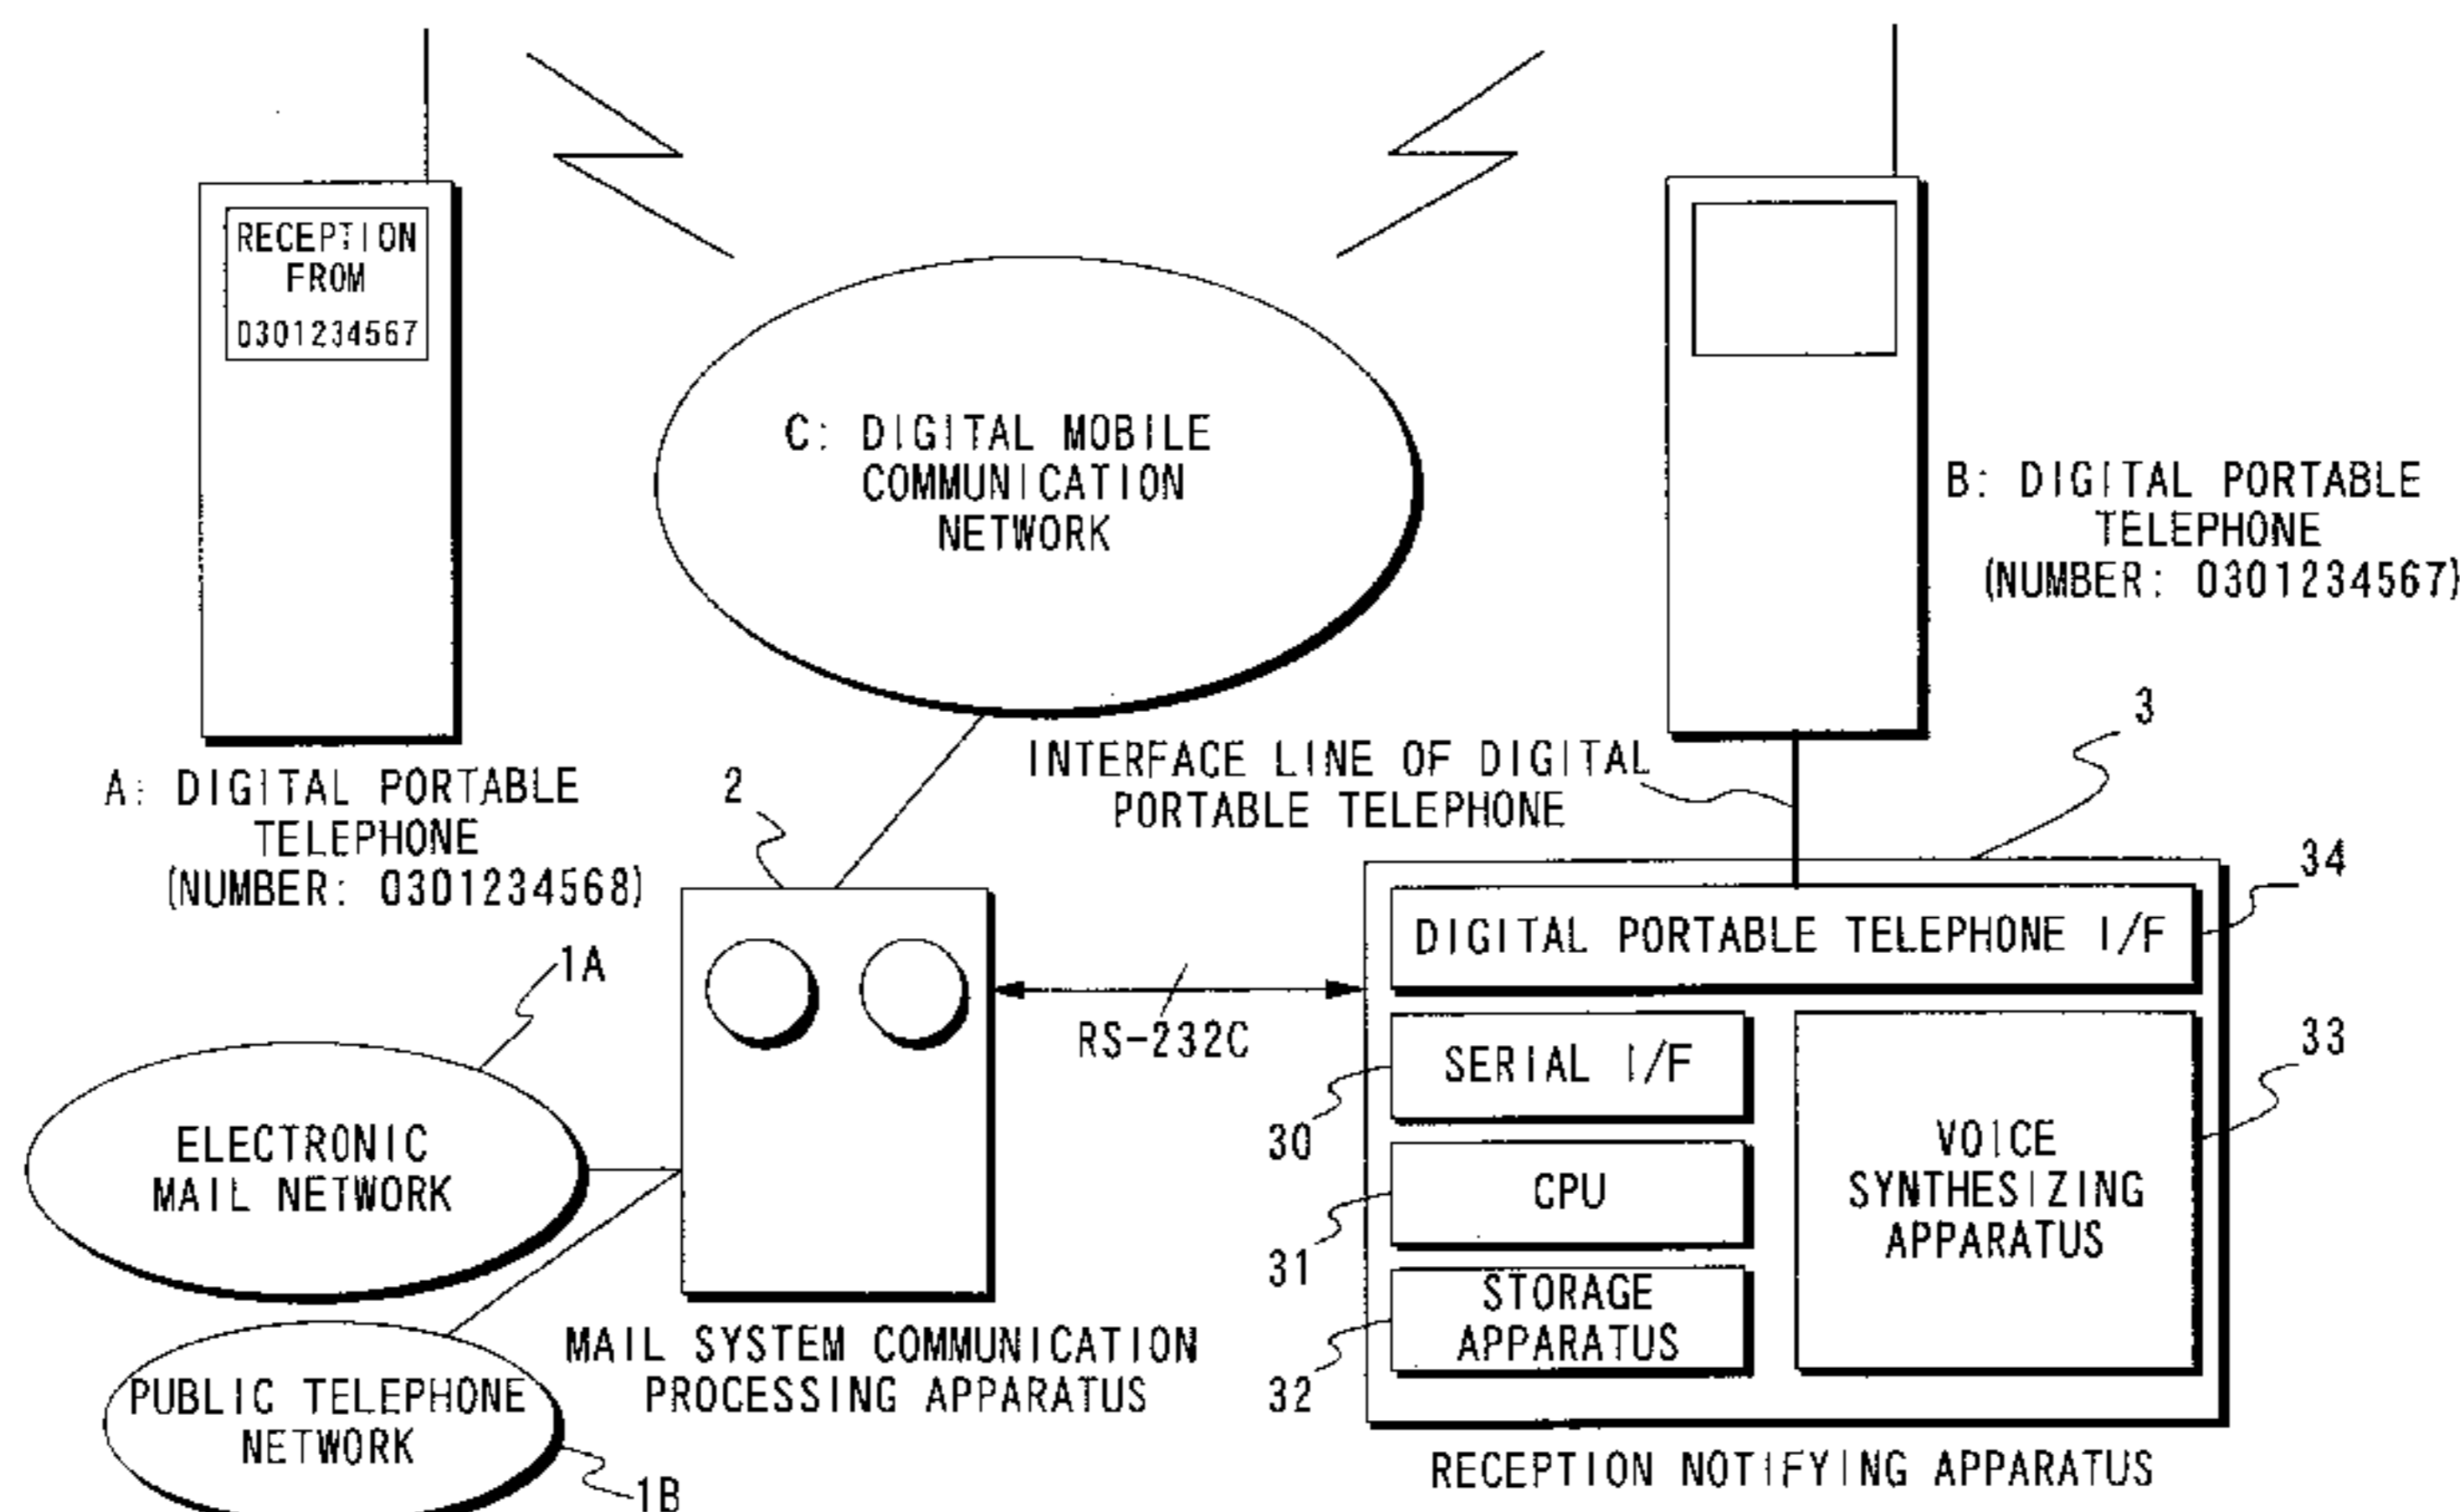 RECEPTION
FROM
0301234567
C: DIGITAL MOBILE
COMMUNICATION
NETWORK
B: DIGITAL PORTABLE
TELEPHONE
(NUMBER: 0301234567)
A: DIGITAL PORTABLE
TELEPHONE
(NUMBER: 0301234568)
2
INTERFACE LINE OF DIGITAL
PORTABLE TELEPHONE
3
34
DIGITAL PORTABLE TELEPHONE I/F
1A
RS-232C
SERIAL I/F
30
33
VOICE
SYNTHESIZING
APPARATUS
ELECTRONIC
MAIL NETWORK
CPU
31
STORAGE
APPARATUS
32
MAIL SYSTEM COMMUNICATION
PROCESSING APPARATUS
PUBLIC TELEPHONE
NETWORK
1B
RECEPTION NOTIFYING APPARATUS